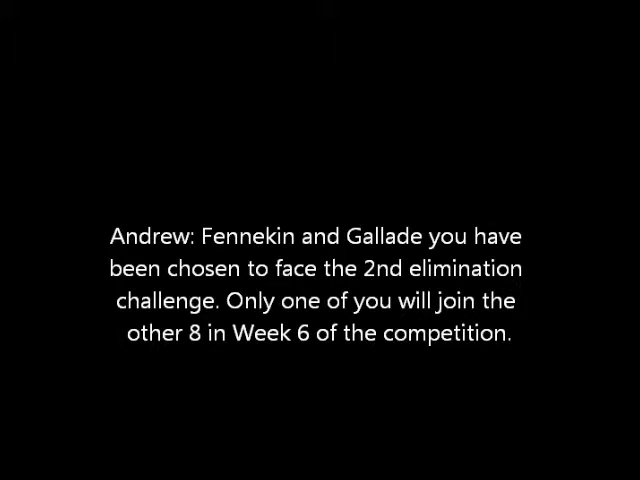 Andrew: Fennekin and Gallade you have
been chosen to face the 2nd elimination
challenge. Only one of you will join the
other 8 in Week 6 of the competition.